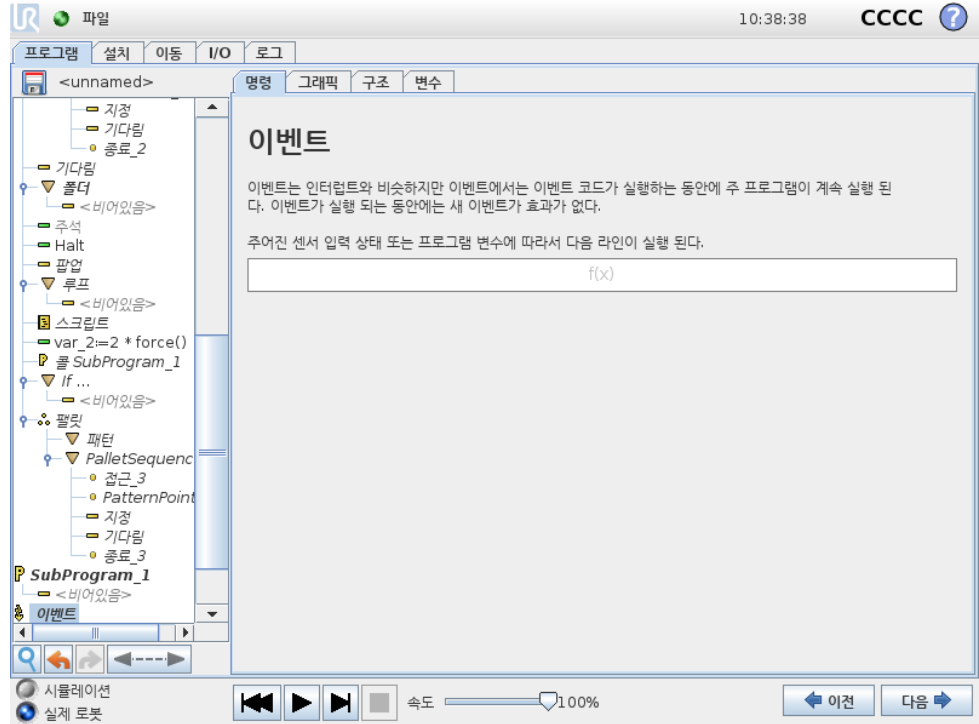 UR 파일 10:38:38 CCCC ?
프로그램 설치 이동 I/O 로그
<unnamed>
명령 그래픽 구조 변수
지정
기다림
종료_2
기다림
폴더
<비어있음>
주석
Halt
팝업
루프
<비어있음>
스크립트
var_2:=2 * force()
콜 SubProgram_1
If ...
<비어있음>
팰릿
패턴
PalletSequenc
접근_3
PatternPoint
지정
기다림
종료_3
SubProgram_1
<비어있음>
이벤트
이벤트
이벤트는 인터럽트와 비슷하지만 이벤트에서는 이벤트 코드가 실행하는 동안에 주 프로그램이 계속 실행 된
다. 이벤트가 실행 되는 동안에는 새 이벤트가 효과가 없다.
주어진 센서 입력 상태 또는 프로그램 변수에 따라서 다음 라인이 실행 된다.
f(x)
시뮬레이션
실제 로봇
속도 100%
이전 다음